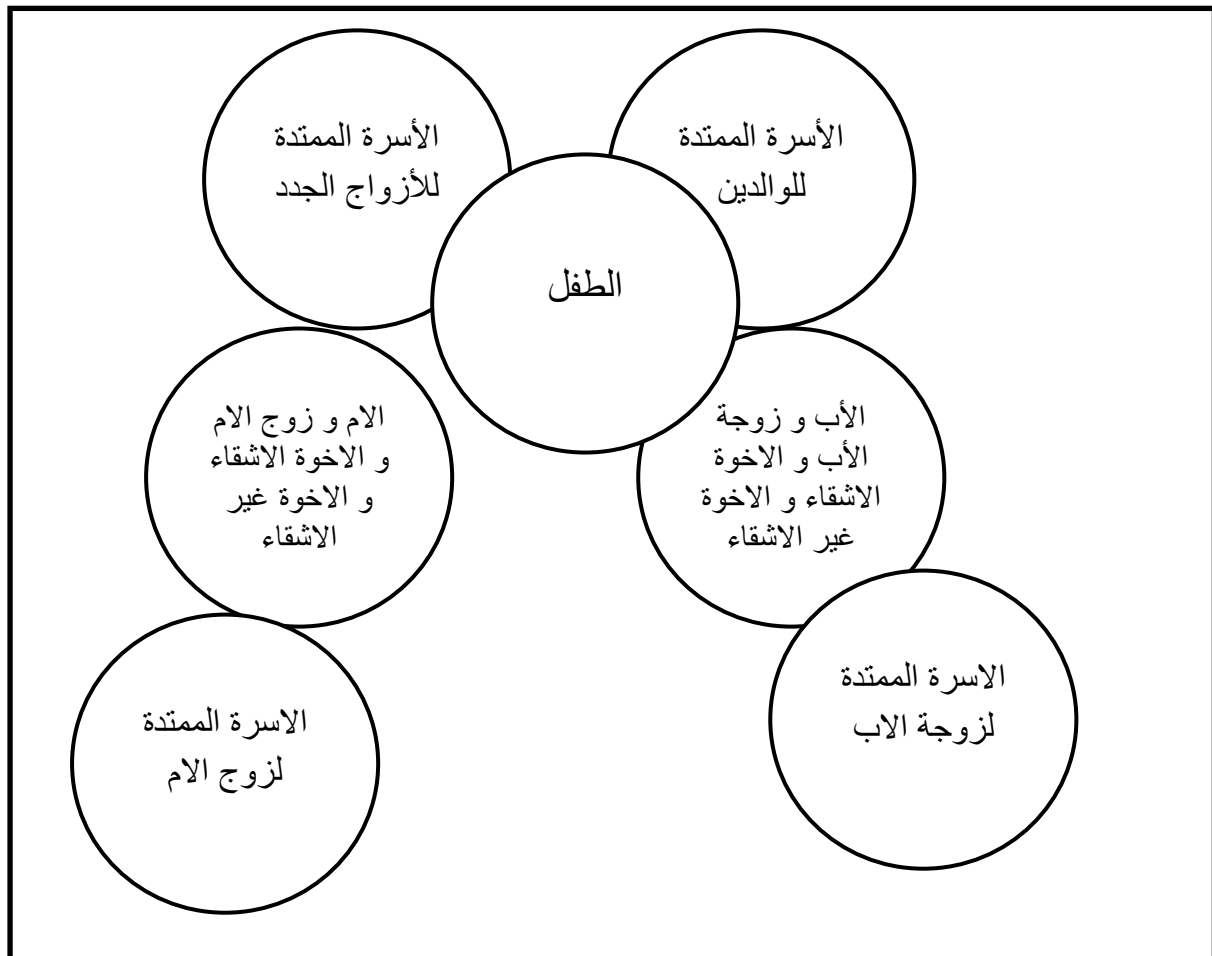 الأسرة الممتدة
للوالدين
الأسرة الممتدة
للأزواج الجدد
الطفل
الأب و زوجة
الأب و الاخوة
الاشقاء و الاخوة
غير الاشقاء
الام و زوج الام
و الاخوة الاشقاء
و الاخوة غير
الاشقاء
الاسرة الممتدة
لزوجة الاب
الاسرة الممتدة
لزوج الام